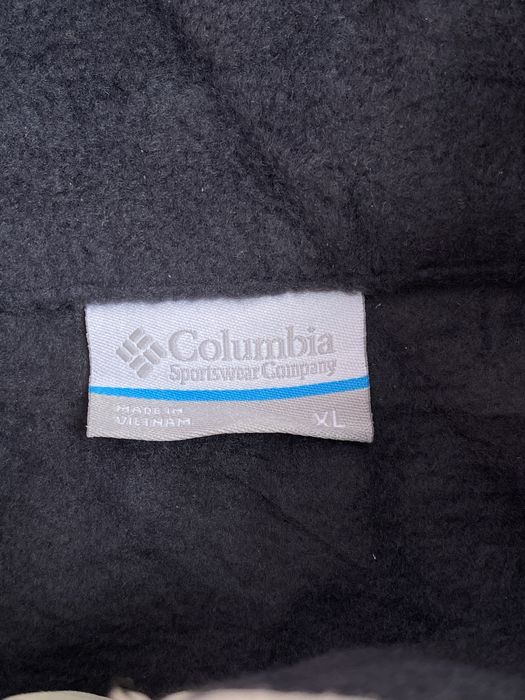 Columbia
Sportswear Company
MADE IN
VIETNAM
XL